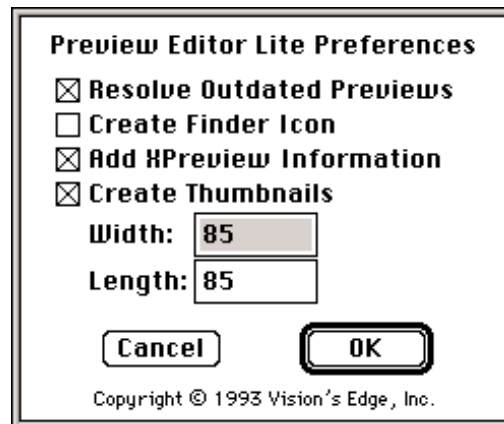 Preview Editor Lite Preferences
Resolve Outdated Previews
Create Finder Icon
Add XPreview Information
Create Thumbnails
Width: 85
Length: 85
Cancel OK
Copyright © 1993 Vision's Edge, Inc.